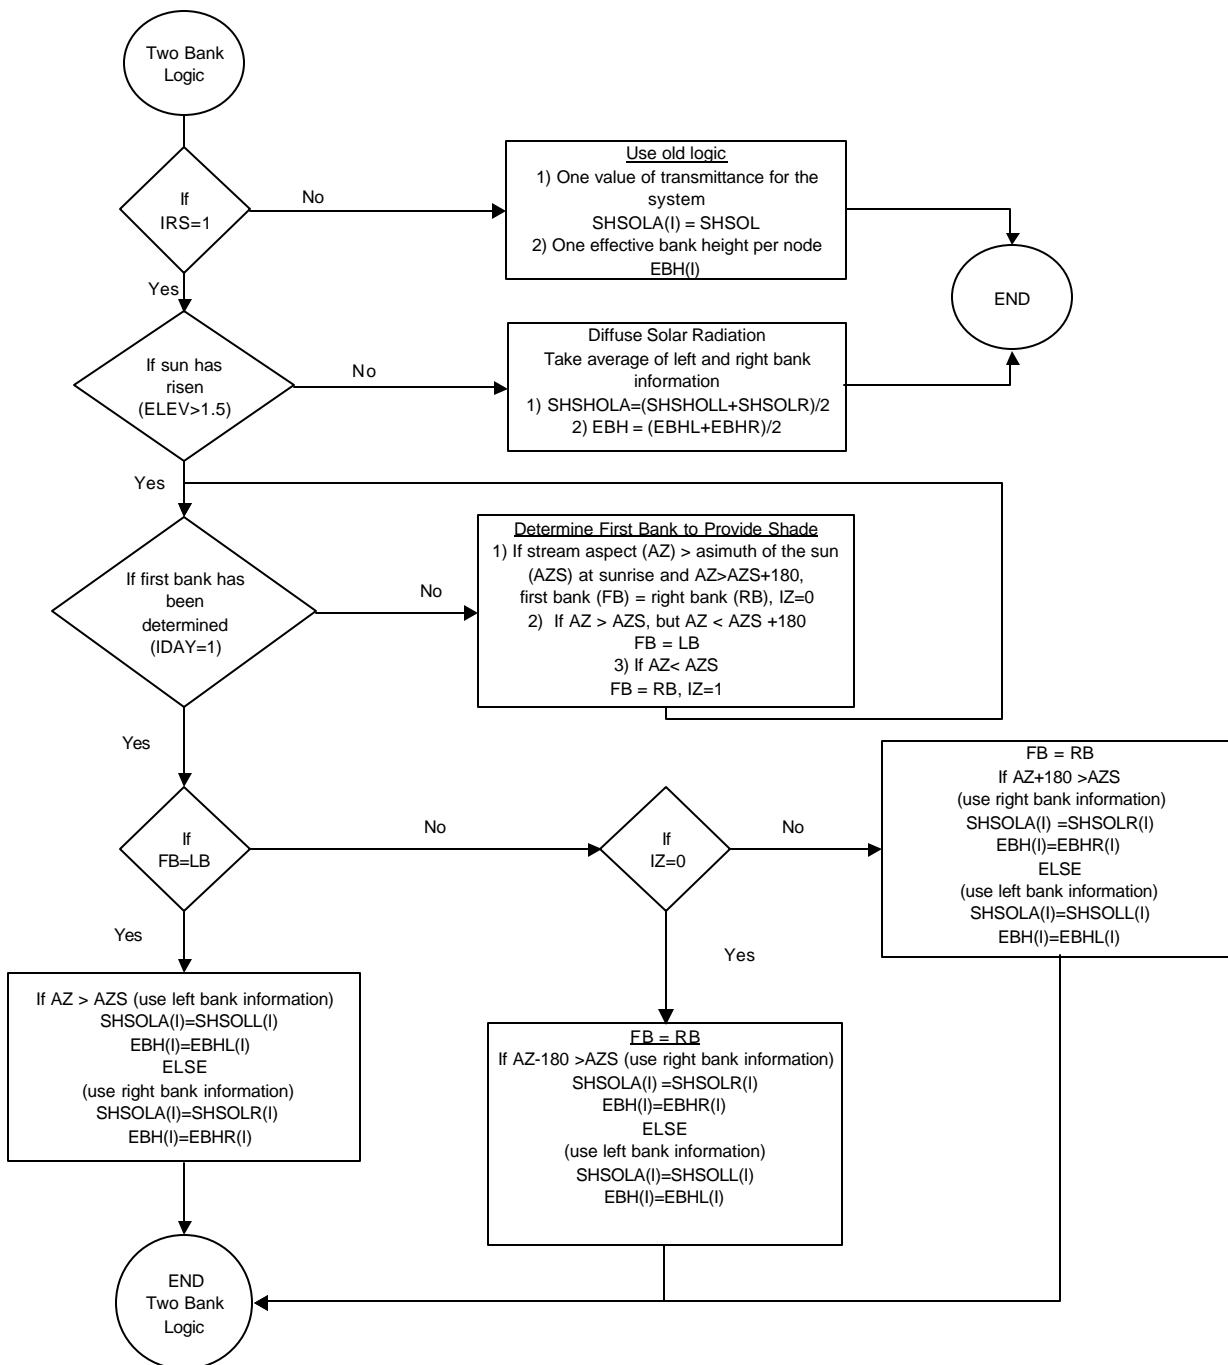 Two Bank
Logic
If
IRS=1
No
Use old logic
1) One value of transmittance for the
system
SHSOLA(I) = SHSOL
2) One effective bank height per node
EBH(I)
END
Yes
If sun has
risen
(ELEV>1.5)
No
Diffuse Solar Radiation
Take average of left and right bank
information
1) SHSHOLA=(SHSHOLL+SHSOLR)/2
2) EBH = (EBHL+EBHR)/2
Yes
If first bank has
been
determined
(IDAY=1)
No
Determine First Bank to Provide Shade
1) If stream aspect (AZ) > asimuth of the sun
(AZS) at sunrise and AZ>AZS+180,
first bank (FB) = right bank (RB), IZ=0
2) If AZ > AZS, but AZ < AZS +180
FB = LB
3) If AZ< AZS
FB = RB, IZ=1
Yes
If
FB=LB
No
If
IZ=0
No
FB = RB
If AZ+180 >AZS
(use right bank information)
SHSOLA(I) =SHSOLR(I)
EBH(I)=EBHR(I)
ELSE
(use left bank information)
SHSOLA(I)=SHSOLL(I)
EBH(I)=EBHL(I)
Yes
Yes
If AZ > AZS (use left bank information)
SHSOLA(I)=SHSOLL(I)
EBH(I)=EBHL(I)
ELSE
(use right bank information)
SHSOLA(I)=SHSOLR(I)
EBH(I)=EBHR(I)
FB = RB
If AZ-180 >AZS (use right bank information)
SHSOLA(I) =SHSOLR(I)
EBH(I)=EBHR(I)
ELSE
(use left bank information)
SHSOLA(I)=SHSOLL(I)
EBH(I)=EBHL(I)
END
Two Bank
Logic